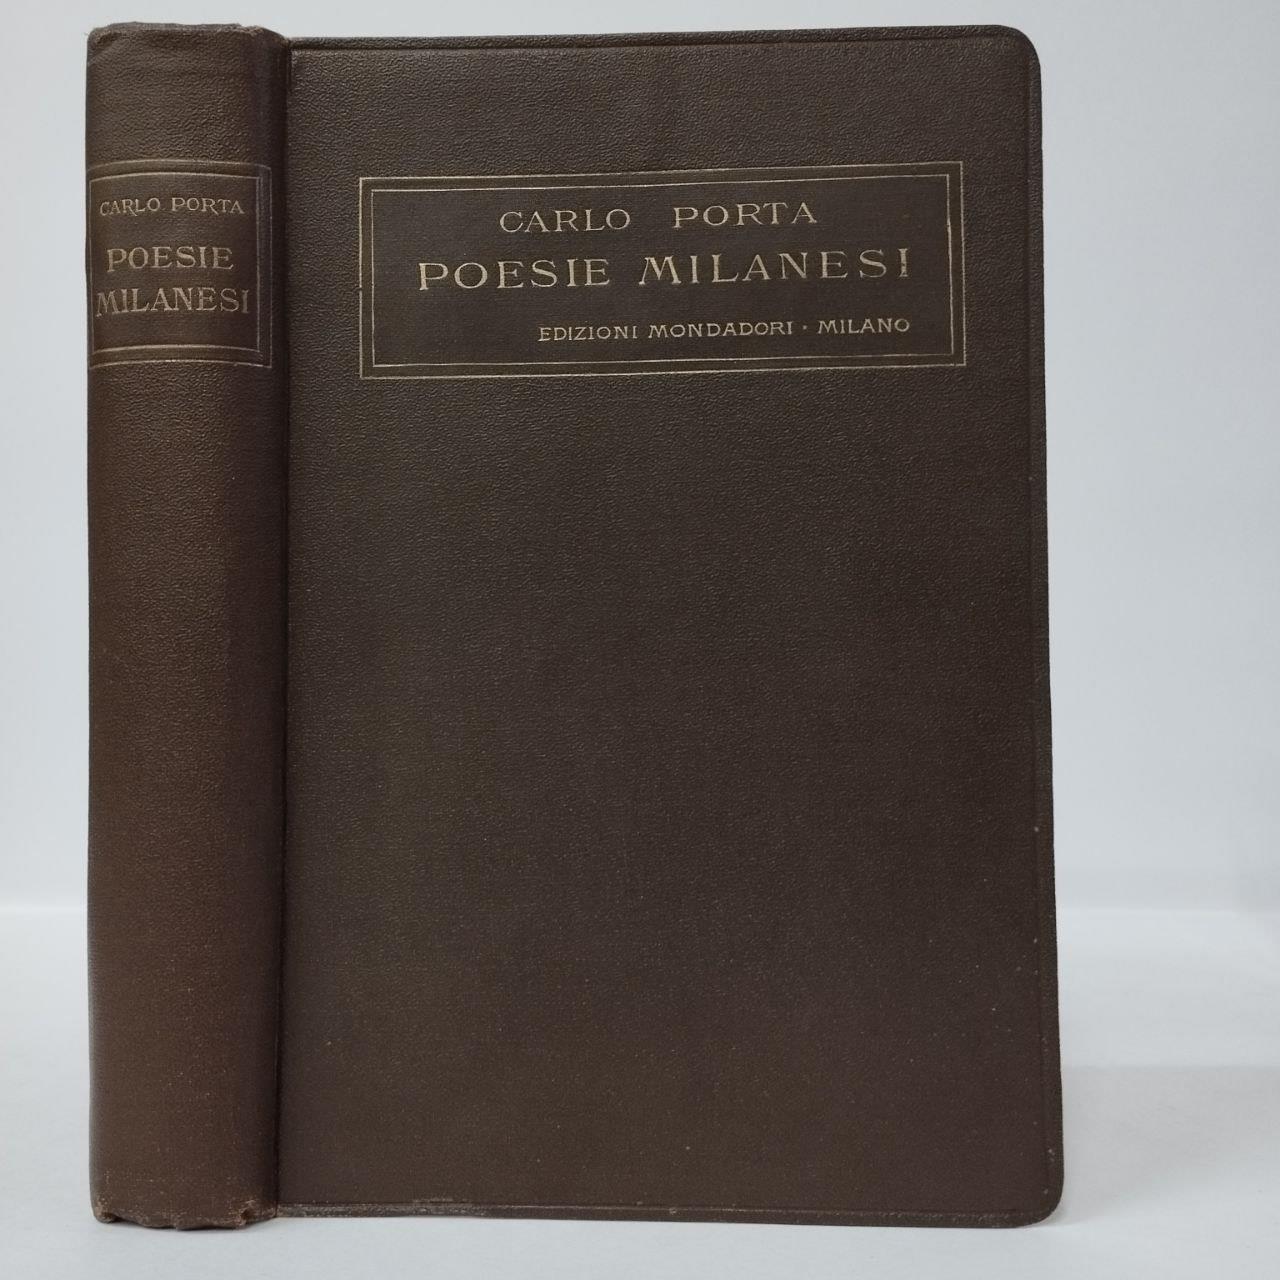 CARLO PORTA
POESIE
MILANESI
CARLO PORTA
POESIE MILANESI
EDIZIONI MONDADORI · MILANO